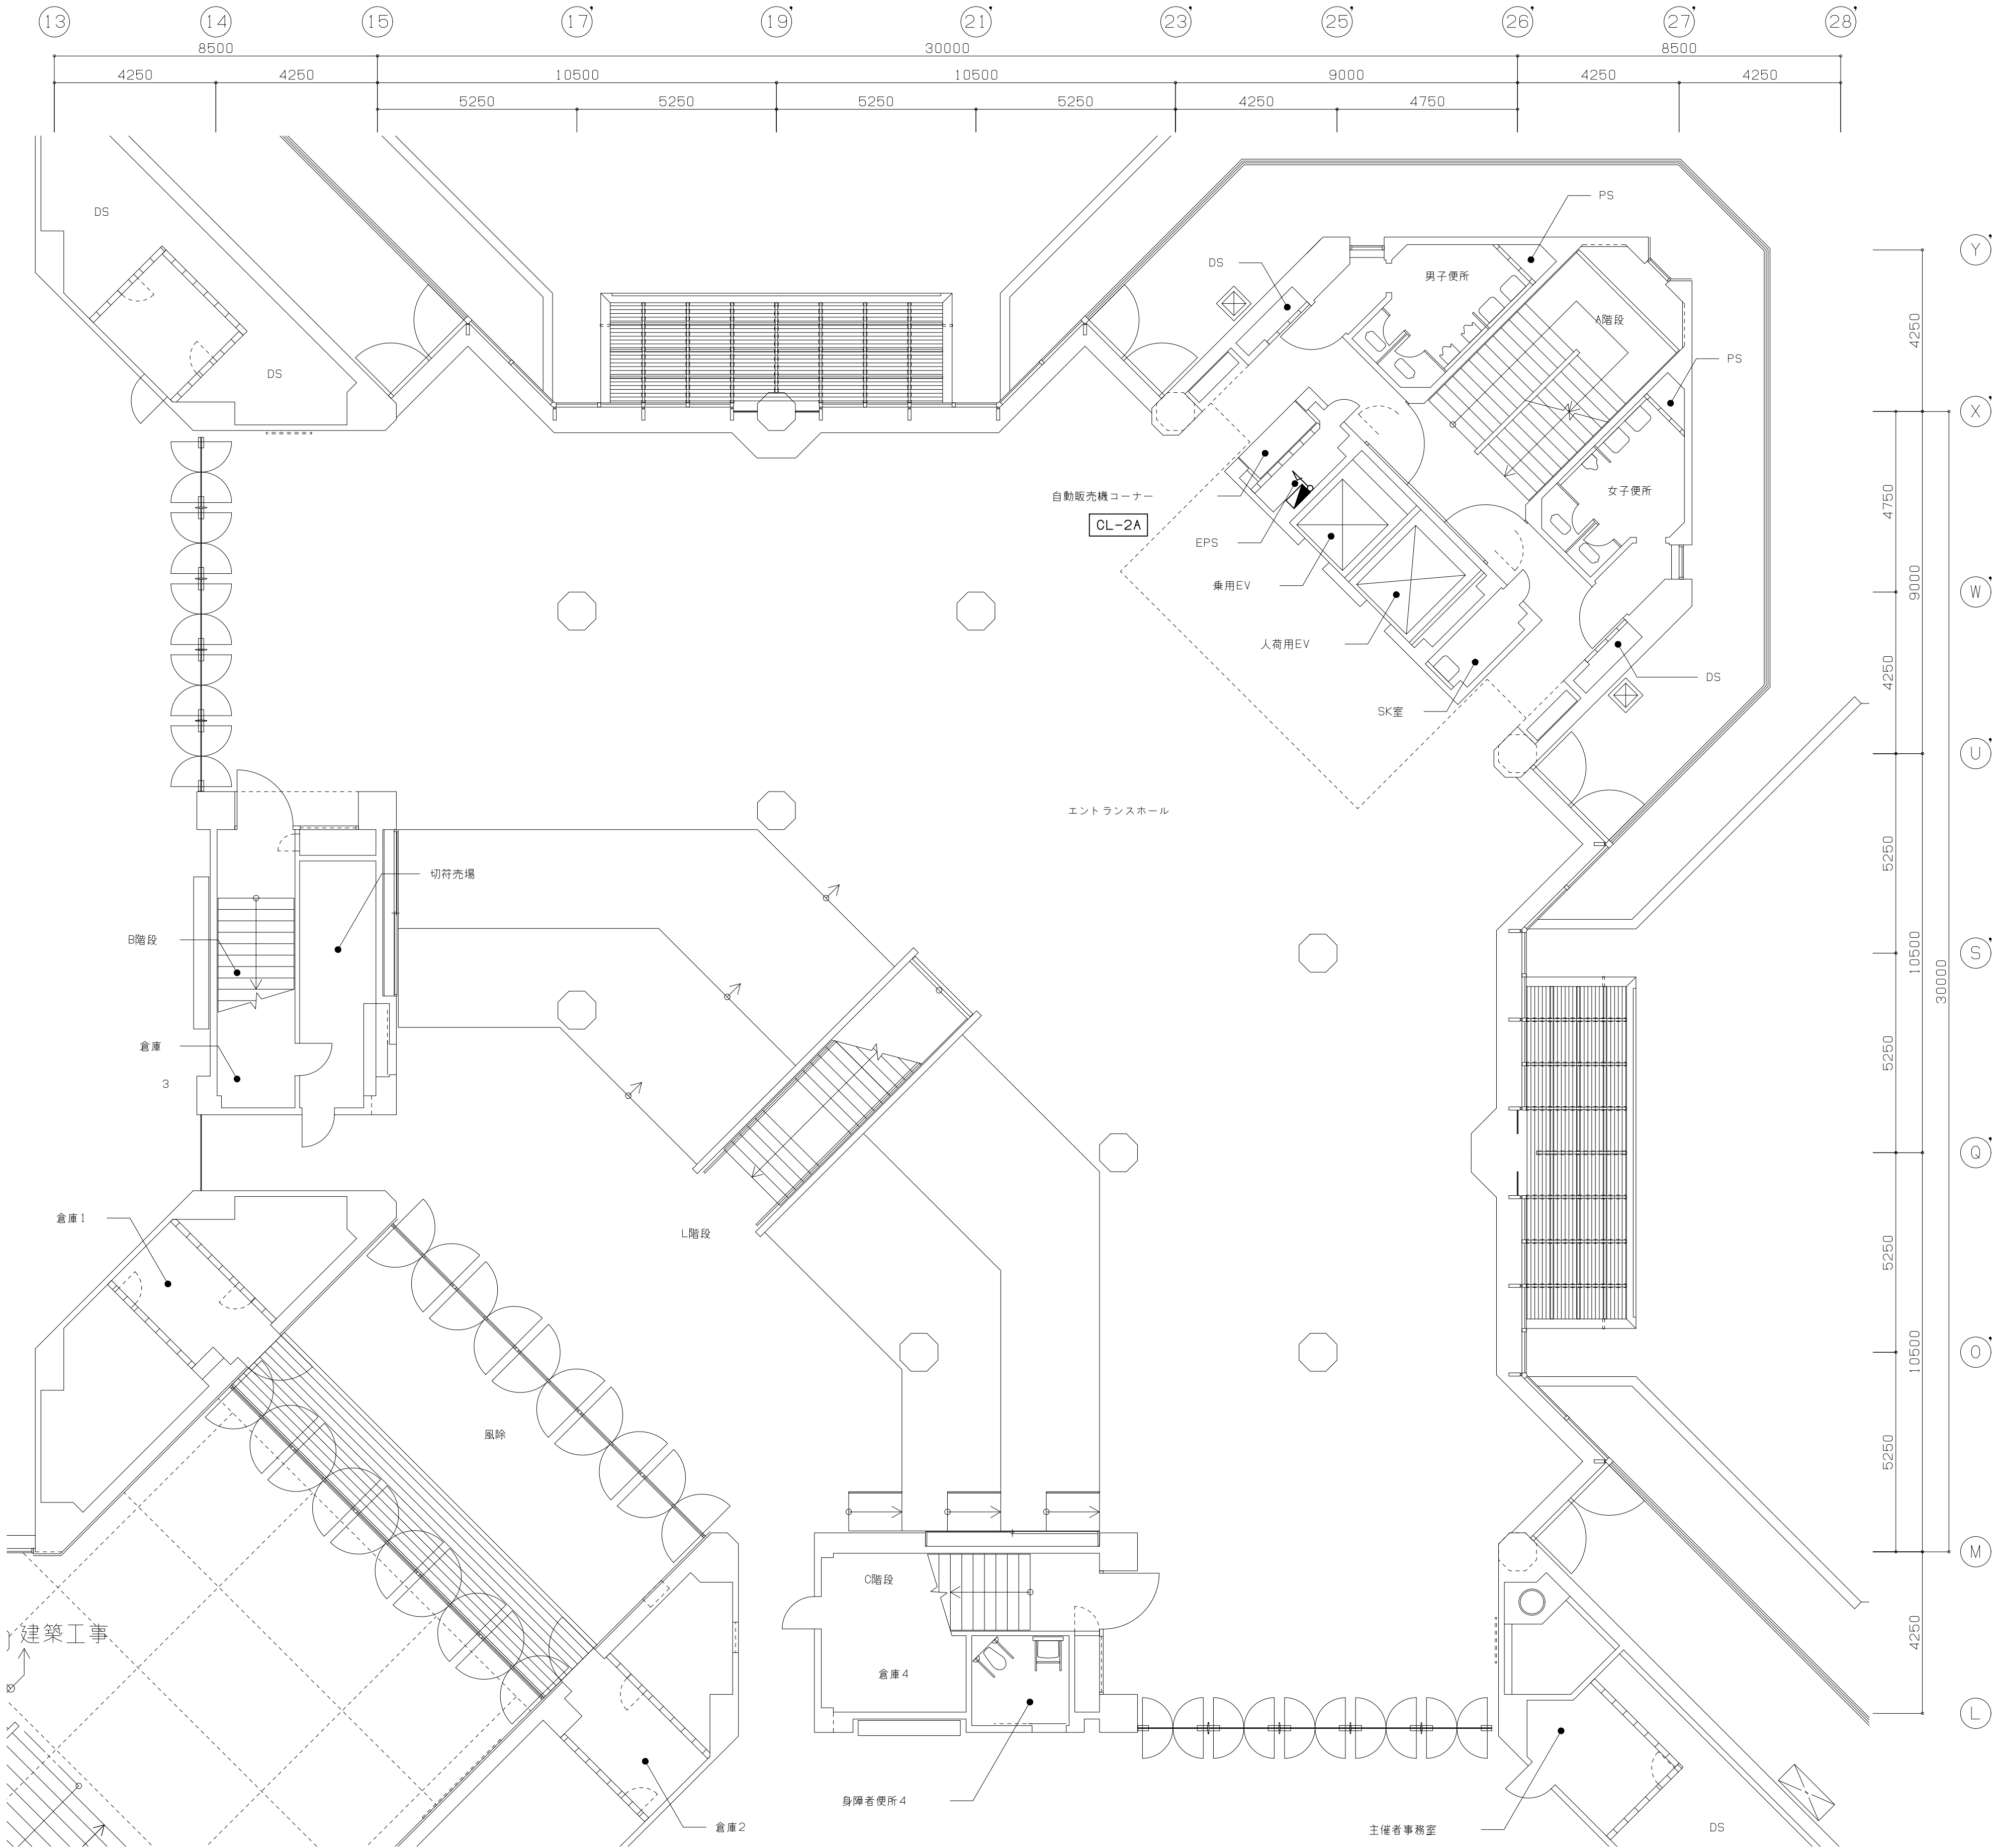 13 14 15 17' 19' 21' 23' 25' 26' 27' 28'
8500 30000 8500
4250 4250 10500 10500 9000 4250 4250
5250 5250 5250 5250 4250 4750
DS
PS
Y'
DS
男子便所
4250
A階段
DS
PS
X'
自動販売機コーナー
女子便所
4750
CL-2A
EPS
乗用EV
9000
W'
人荷用EV
4250
DS
SK室
U'
エントランスホール
5250
切符売場
B階段
10500
S'
30000
倉庫
3
5250
Q'
倉庫1
L階段
5250
10500
O'
風除
5250
M
C階段
建築工事
4250
倉庫4
L
身障者便所4
倉庫2
主催者事務室
DS